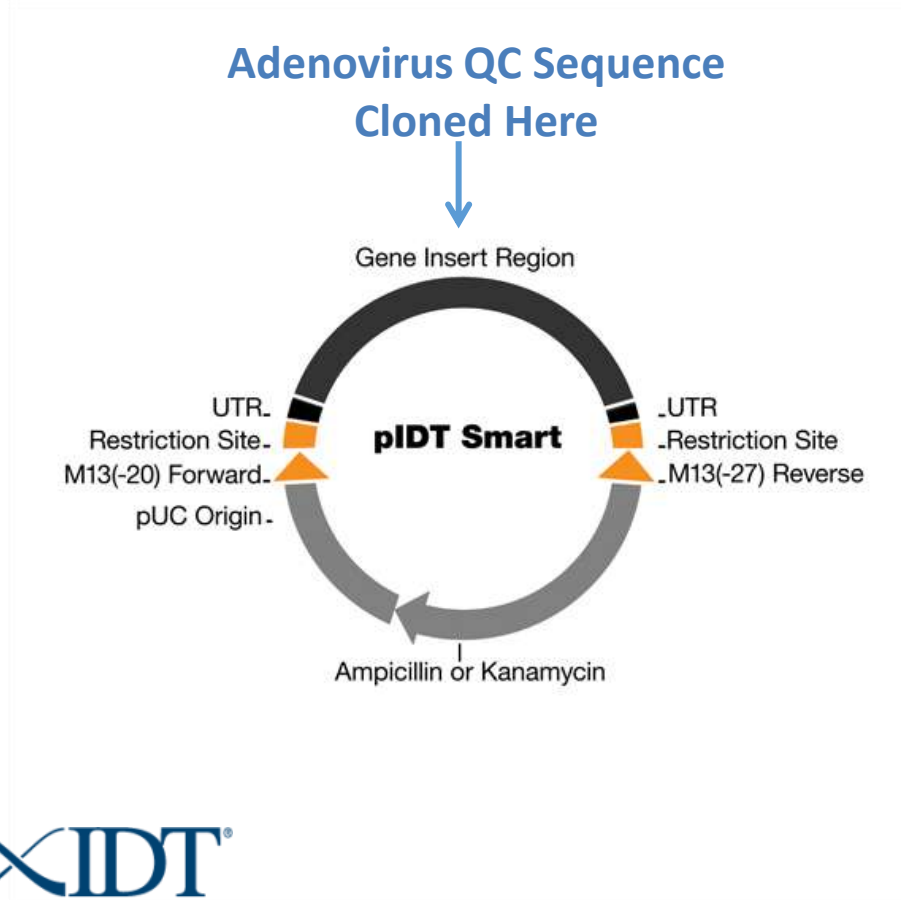 Adenovirus QC Sequence
Cloned Here
Gene Insert Region
UTR
Restriction Site
M13(-20) Forward
pUC Origin
pIDT Smart
UTR
Restriction Site
M13(-27) Reverse
Ampicillin or Kanamycin
IDT®